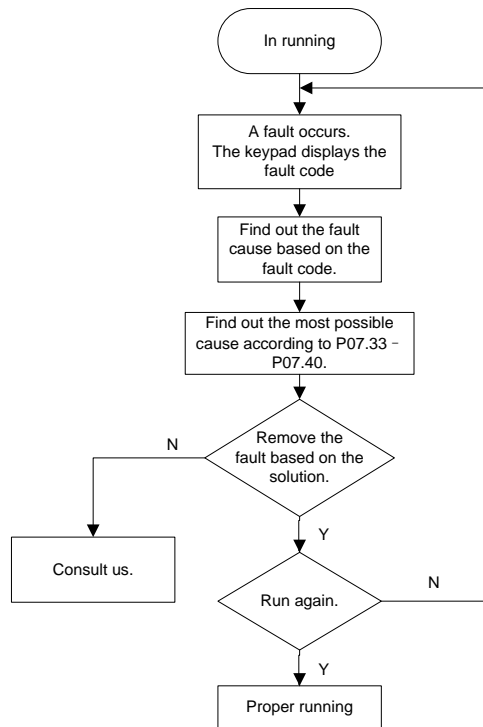 In running
A fault occurs.
The keypad displays the
fault code
Find out the fault
cause based on the
fault code.
Find out the most possible
cause according to P07.33 -
P07.40.
Remove the
fault based on the
solution.
N
Y
Consult us.
Run again.
N
Y
Proper running